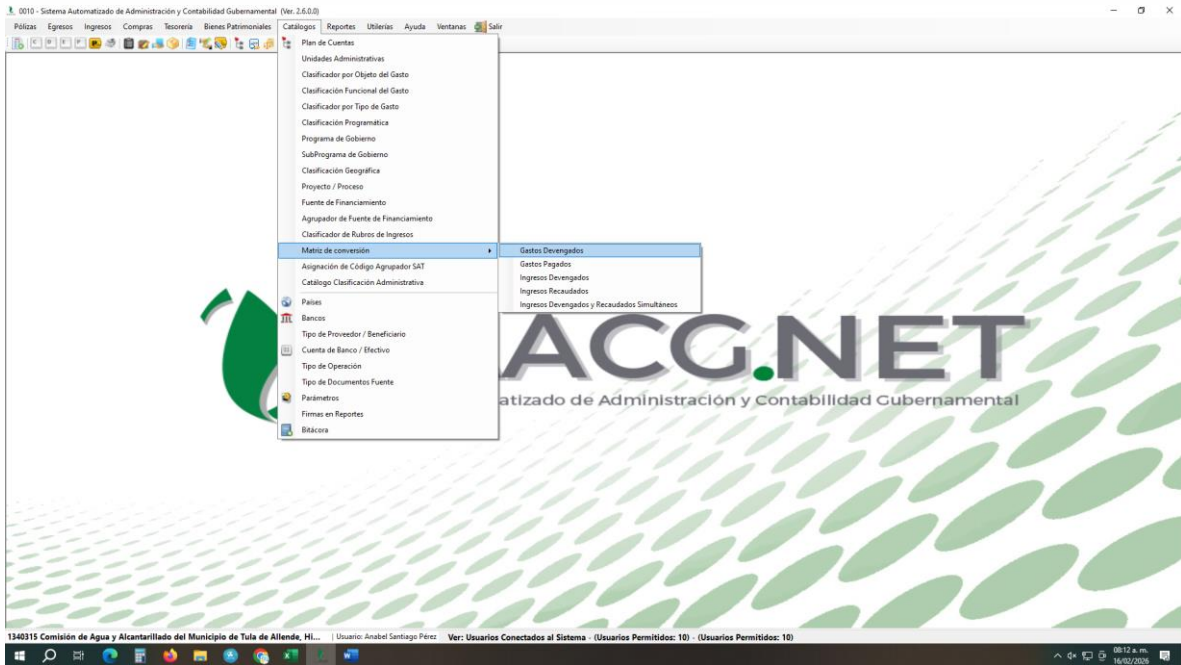 0010 - Sistema Automatizado de Administración y Contabilidad Gubernamental (Ver. 2.6.0.0)
Pólizas Egresos Ingresos Compras Tesorería Bienes Patrimoniales Catálogos Reportes Utilerías Ayuda Ventanas Salir
Plan de Cuentas
Unidades Administrativas
Clasificador por Objeto del Gasto
Clasificación Funcional del Gasto
Clasificador por Tipo de Gasto
Clasificación Programática
Programa de Gobierno
SubPrograma de Gobierno
Clasificación Geográfica
Proyecto / Proceso
Fuente de Financiamiento
Agrupador de Fuente de Financiamiento
Clasificador de Rubros de Ingresos
Matriz de conversión
Gastos Devengados
Gastos Pagados
Ingresos Devengados
Ingresos Recaudados
Ingresos Devengados y Recaudados Simultáneos
Asignación de Código Agrupador SAT
Catálogo Clasificación Administrativa
Países
Bancos
Tipo de Proveedor / Beneficiario
Cuenta de Banco / Efectivo
Tipo de Operación
Tipo de Documentos Fuente
Parámetros
Firmas en Reportes
Bitácora
ACG.NET
atizado de Administración y Contabilidad Gubernamental
1340315 Comisión de Agua y Alcantarillado del Municipio de Tula de Allende, Hi... | Usuario: Anabel Santiago Pérez Ver: Usuarios Conectados al Sistema - (Usuarios Permitidos: 10) - (Usuarios Permitidos: 10)
08:12 a. m.
16/02/2026